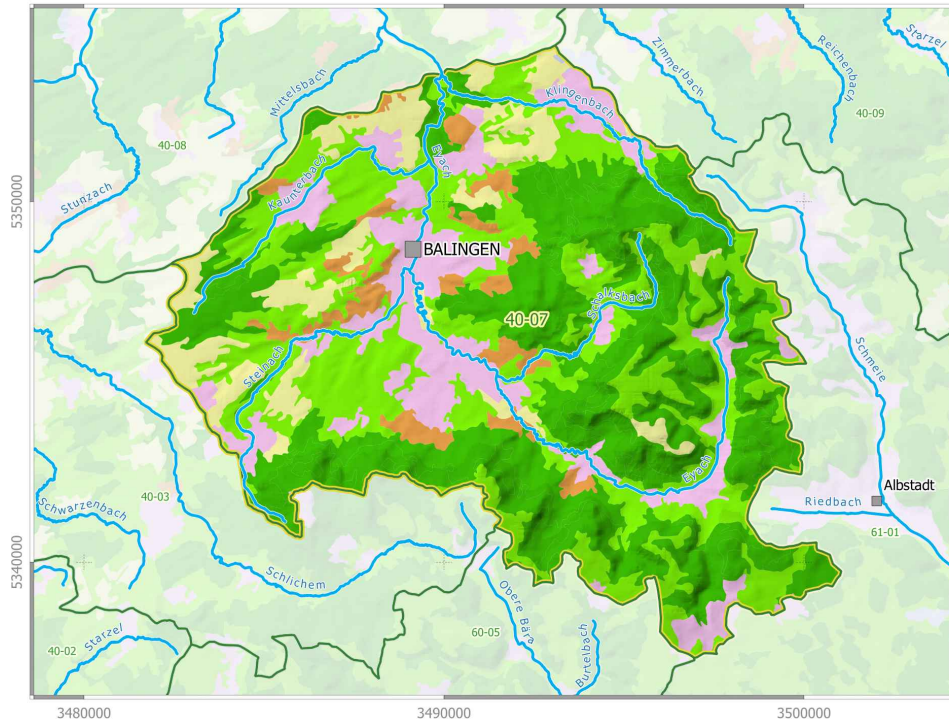 Starzel
Reichenbach
Zimmerbach
40-09
Mittelsbach
Klingenbach
40-08
Eyach
Kaunterbach
Stunzach
5350000
BALINGEN
Schalksbach
40-07
Schmeie
Steinach
Eyach
Albstadt
40-03
Riedbach
Schwarzenbach
61-01
5340000
Schlichem
Obere Bära
60-05
Starzel
Burtelbach
40-02
3480000
3490000
3500000